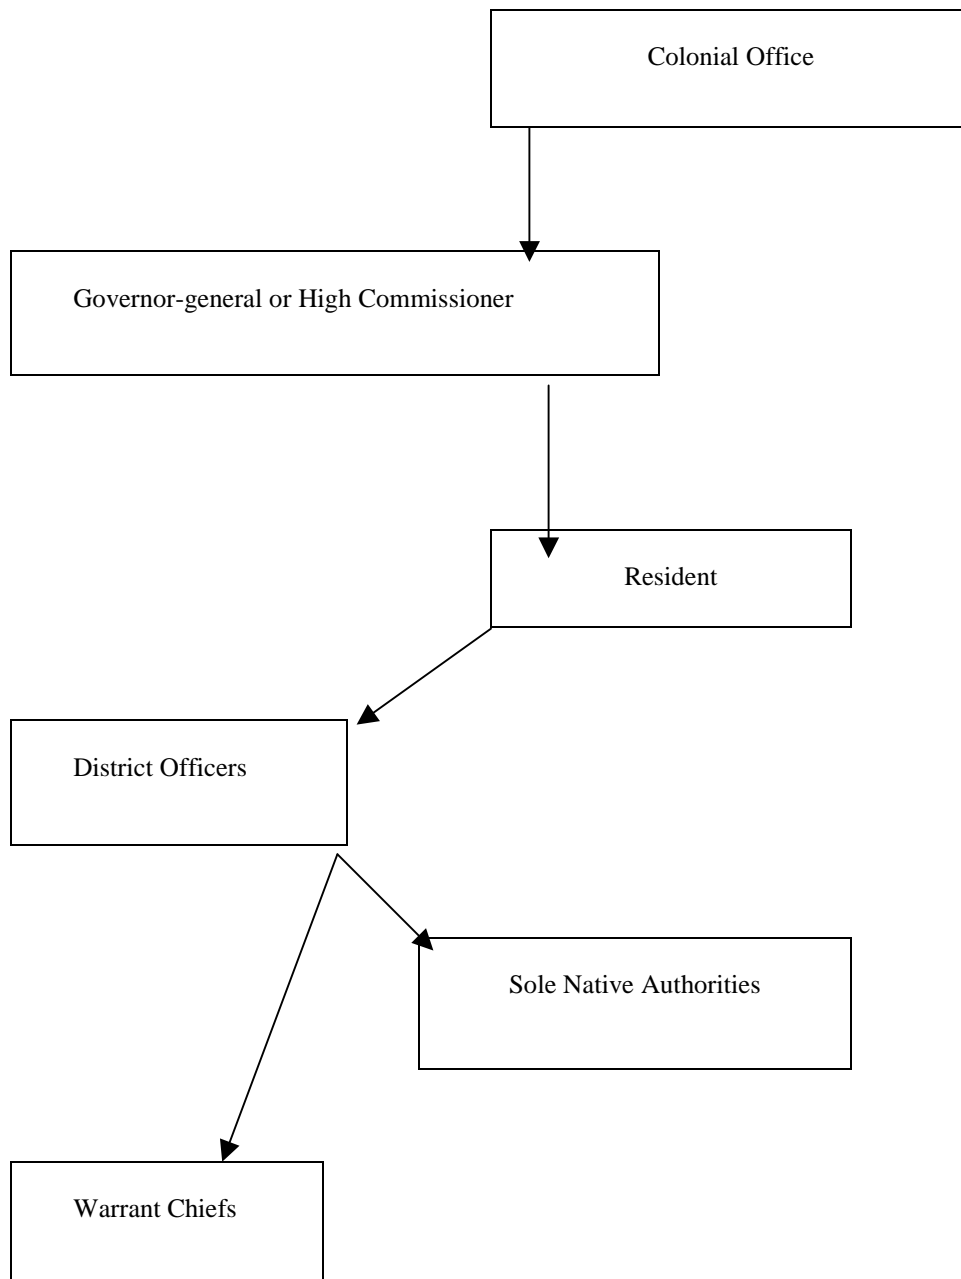 Colonial Office
Governor-general or High Commissioner
Resident
District Officers
Sole Native Authorities
Warrant Chiefs